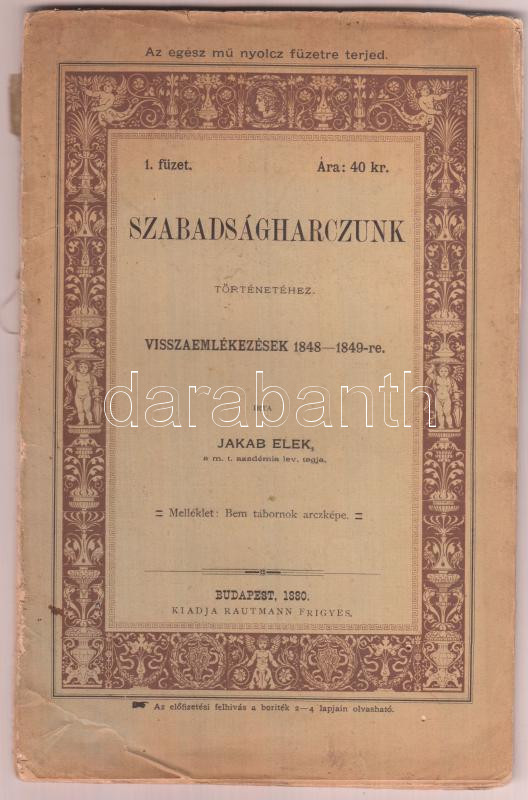 Az egész mű nyolcz füzetre terjed.
1. füzet. Ára: 40 kr.
SZABADSÁGHARCZUNK
TÖRTÉNETÉHEZ.
VISSZAEMLÉKEZÉSEK 1848—1849-re.
darabanth
IRTA
JAKAB ELEK,
a m. t. akadémia lev. tagja.
= Melléklet: Bem tábornok arczképe. =
BUDAPEST, 1880.
KIADJA RAUTMANN FRIGYES.
Az előfizetési felhivás a boriték 2—4 lapjain olvasható.